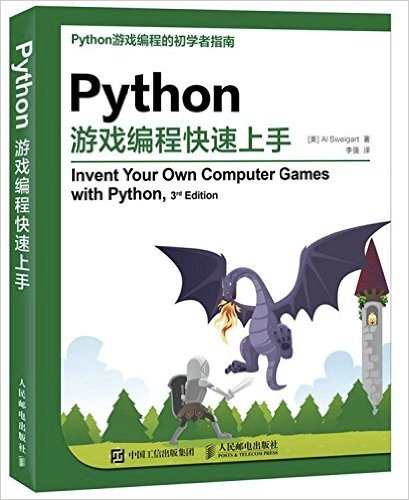 Python游戏编程的初学者指南
Python
游戏编程快速上手
[美] Al Sweigart 著
李强 译
Invent Your Own Computer Games
with Python, 3rd Edition
中国工信出版集团
人民邮电出版社
POSTS & TELECOM PRESS
Python 游戏编程快速上手
人民邮电出版社